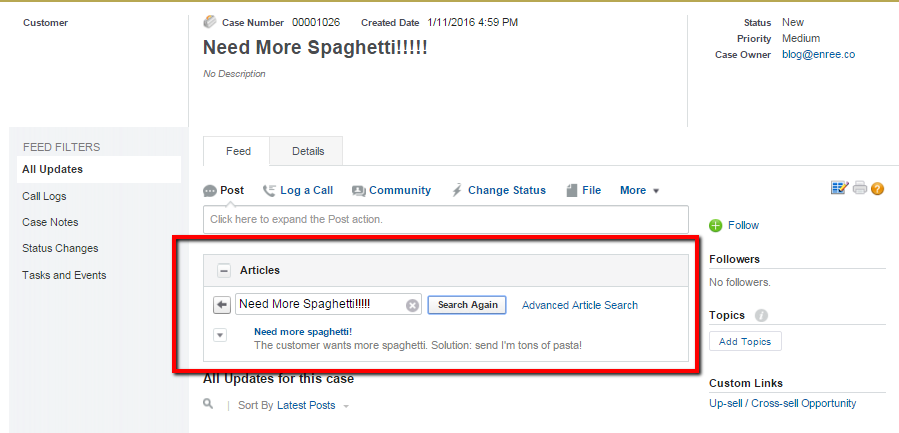 Customer
Case Number 00001026 Created Date 1/11/2016 4:59 PM
Need More Spaghetti!!!!!
No Description
Status New
Priority Medium
Case Owner blog@enree.co
FEED FILTERS
All Updates
Call Logs
Case Notes
Status Changes
Tasks and Events
Feed Details
Post Log a Call Community Change Status File More
Click here to expand the Post action.
Articles
Need More Spaghetti!!!!! Search Again Advanced Article Search
Need more spaghetti!
The customer wants more spaghetti. Solution: send I'm tons of pasta!
All Updates for this case
Sort By Latest Posts
Follow
Followers
No followers.
Topics
Add Topics
Custom Links
Up-sell / Cross-sell Opportunity